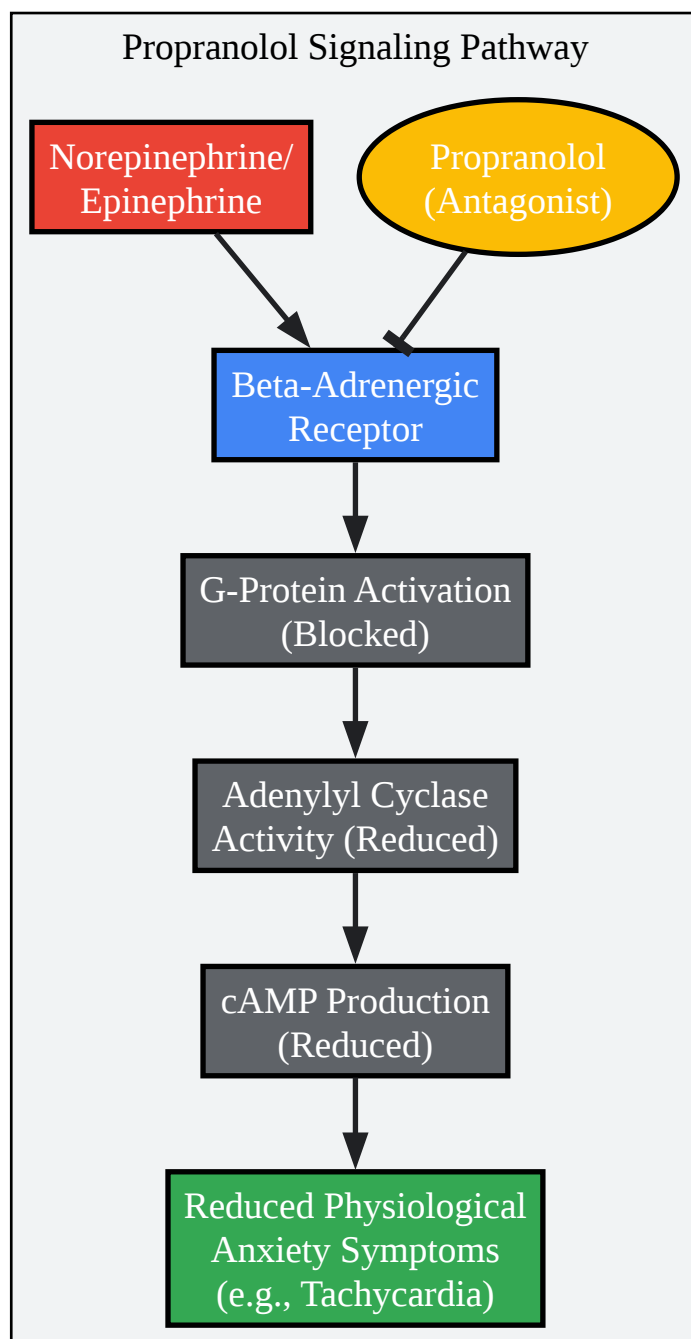 Propranolol Signaling Pathway
Norepinephrine/
Epinephrine
Propranolol
(Antagonist)
Beta-Adrenergic
Receptor
G-Protein Activation
(Blocked)
Adenylyl Cyclase
Activity (Reduced)
cAMP Production
(Reduced)
Reduced Physiological
Anxiety Symptoms
(e.g., Tachycardia)